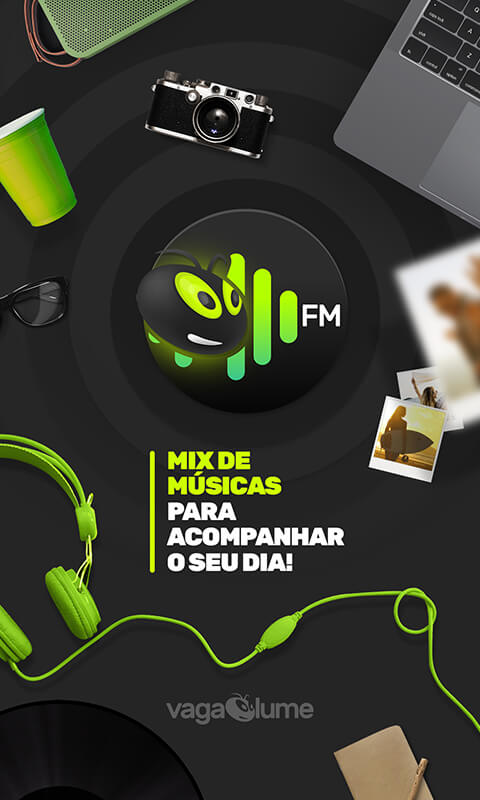 FM
MIX DE
MÚSICAS
PARA
ACOMPANHAR
O SEU DIA!
vagalume